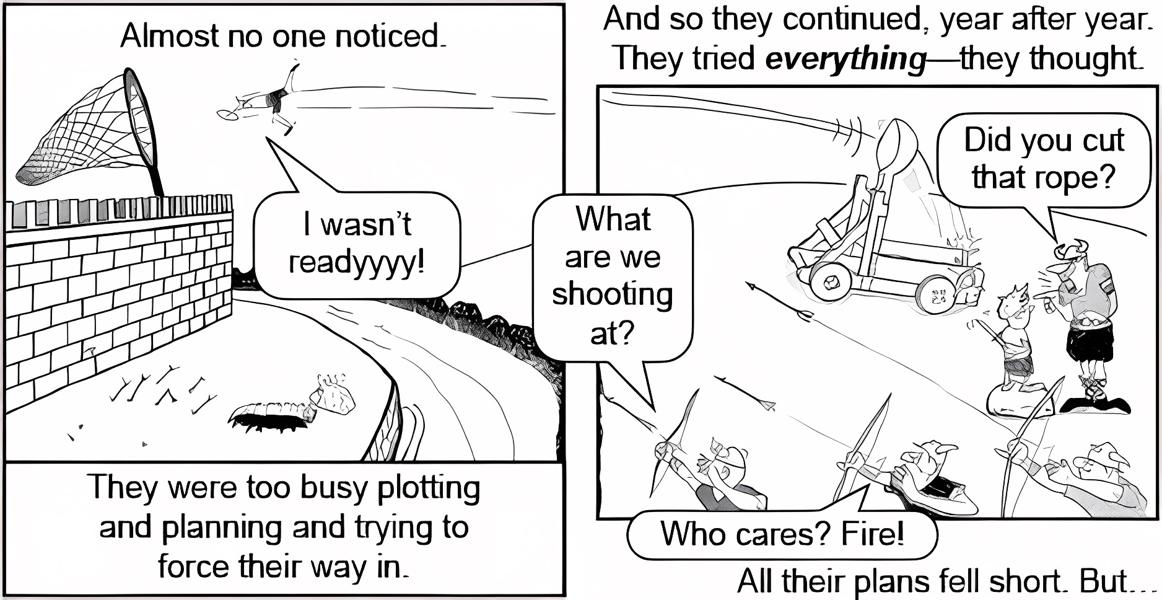 Almost no one noticed.
I wasn't
readyyyy!
They were too busy plotting
and planning and trying to
force their way in.
And so they continued, year after year.
They tried everything—they thought.
Did you cut
that rope?
What
are we
shooting
at?
Who cares? Fire!
All their plans fell short. But...